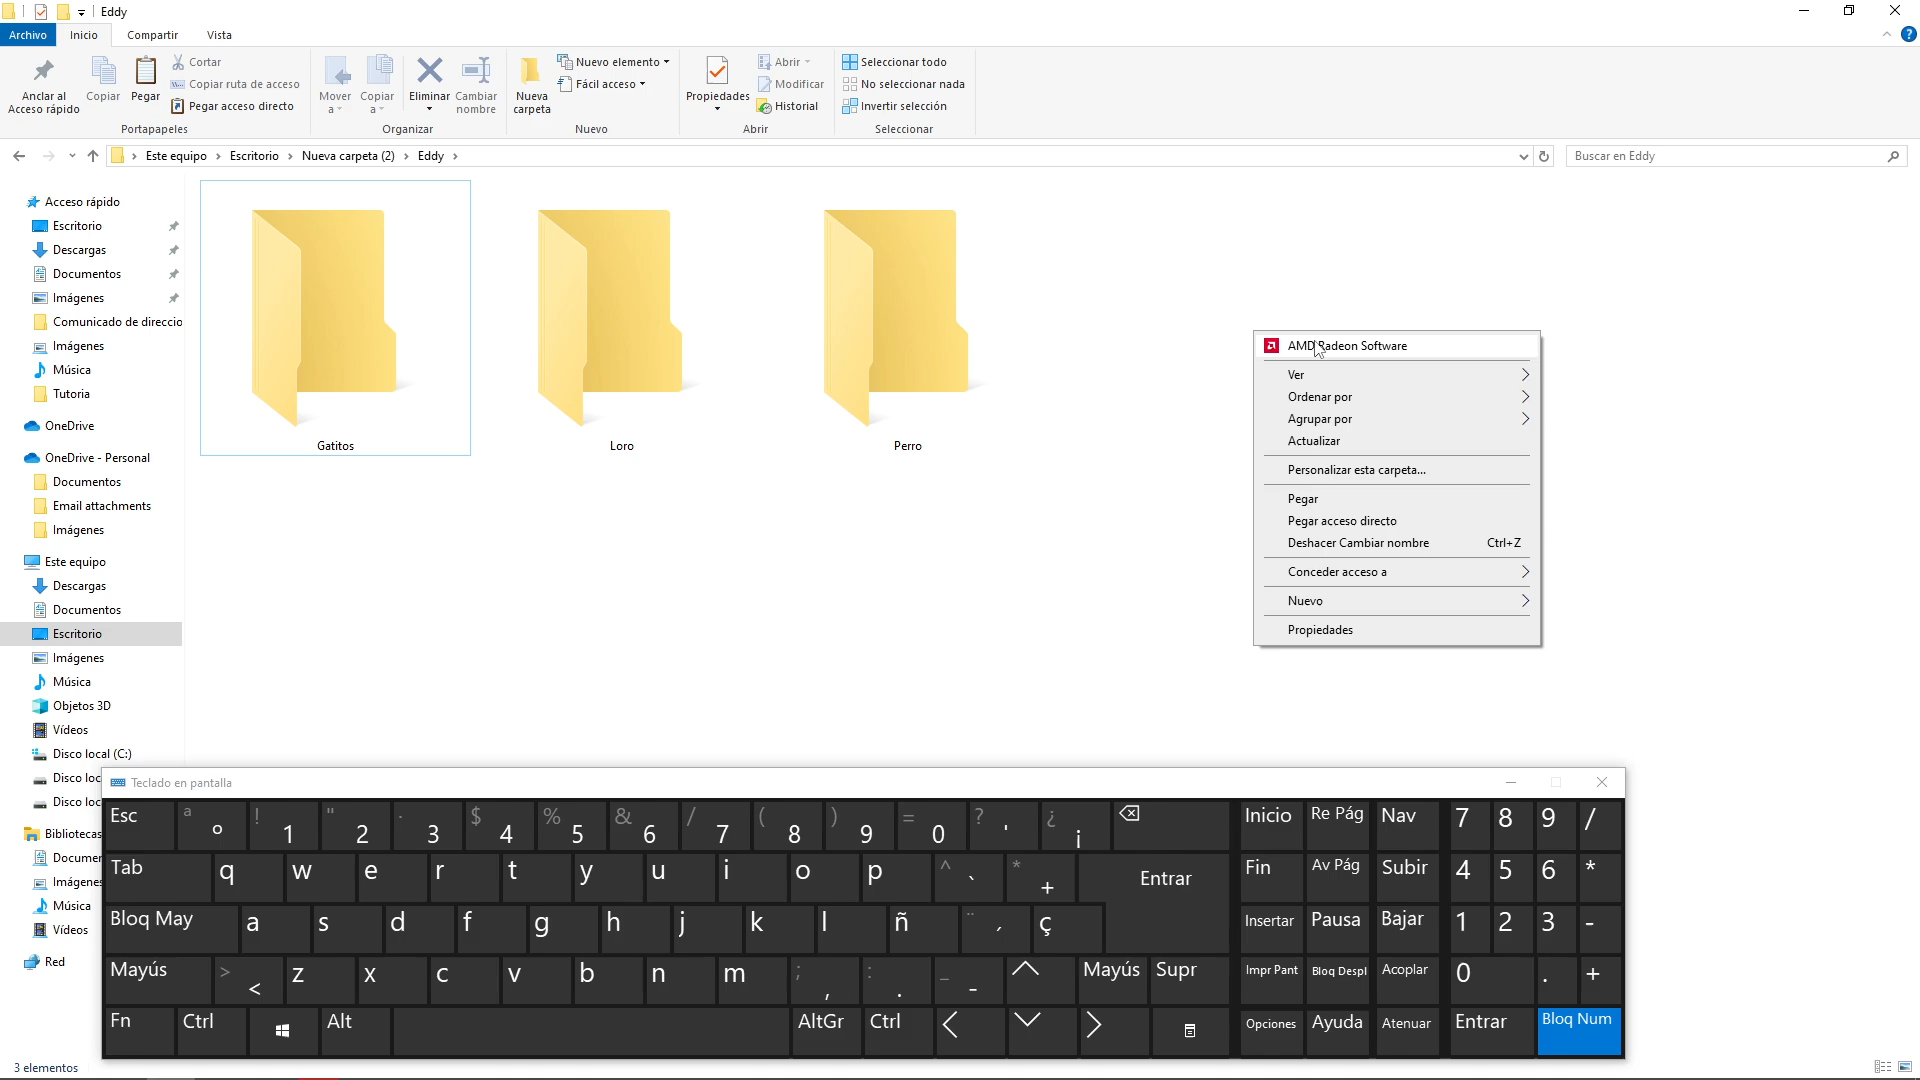 Eddy
Archivo Inicio Compartir Vista
Anclar al
Acceso rápido
Copiar
Pegar
Cortar
Copiar ruta de acceso
Pegar acceso directo
Portapapeles
Mover
a
Copiar
a
Eliminar
Cambiar
nombre
Organizar
Nueva
carpeta
Nuevo elemento
Fácil acceso
Nuevo
Propiedades
Abrir
Modificar
Historial
Abrir
Seleccionar todo
No seleccionar nada
Invertir selección
Seleccionar
Este equipo > Escritorio > Nueva carpeta (2) > Eddy >
Buscar en Eddy
Acceso rápido
Escritorio
Descargas
Documentos
Imágenes
Comunicado de direccio
Imágenes
Música
Tutoria
OneDrive
OneDrive - Personal
Documentos
Email attachments
Imágenes
Este equipo
Descargas
Documentos
Escritorio
Imágenes
Música
Objetos 3D
Vídeos
Disco local (C:)
Disco loc
Disco loc
Bibliotecas
Documen
Imágenes
Música
Vídeos
Red
3 elementos
Gatitos
Loro
Perro
AMD Radeon Software
Ver
Ordenar por
Agrupar por
Actualizar
Personalizar esta carpeta...
Pegar
Pegar acceso directo
Deshacer Cambiar nombre Ctrl+Z
Conceder acceso a
Nuevo
Propiedades
Teclado en pantalla
Esc ª º ! 1 " 2 · 3 $ 4 % 5 & 6 / 7 ( 8 ) 9 = 0 ? ' ¿ ¡ Inicio Re Pág Nav 7 8 9 /
Tab q w e r t y u i o p ^ ` * + Entrar Fin Av Pág Subir 4 5 6 *
Bloq May a s d f g h j k l ñ ¨ ´ ç Insertar Pausa Bajar 1 2 3 -
Mayús > < z x c v b n m ; , : . _ - Mayús Supr Impr Pant Bloq Despl Acoplar 0 . +
Fn Ctrl Alt AltGr Ctrl Opciones Ayuda Atenuar Entrar Bloq Num